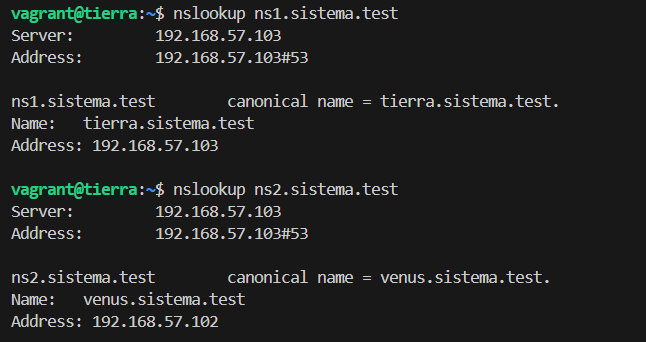 vagrant@tierra:~$ nslookup ns1.sistema.test
Server:         192.168.57.103
Address:        192.168.57.103#53

ns1.sistema.test        canonical name = tierra.sistema.test.
Name:   tierra.sistema.test
Address: 192.168.57.103

vagrant@tierra:~$ nslookup ns2.sistema.test
Server:         192.168.57.103
Address:        192.168.57.103#53

ns2.sistema.test        canonical name = venus.sistema.test.
Name:   venus.sistema.test
Address: 192.168.57.102